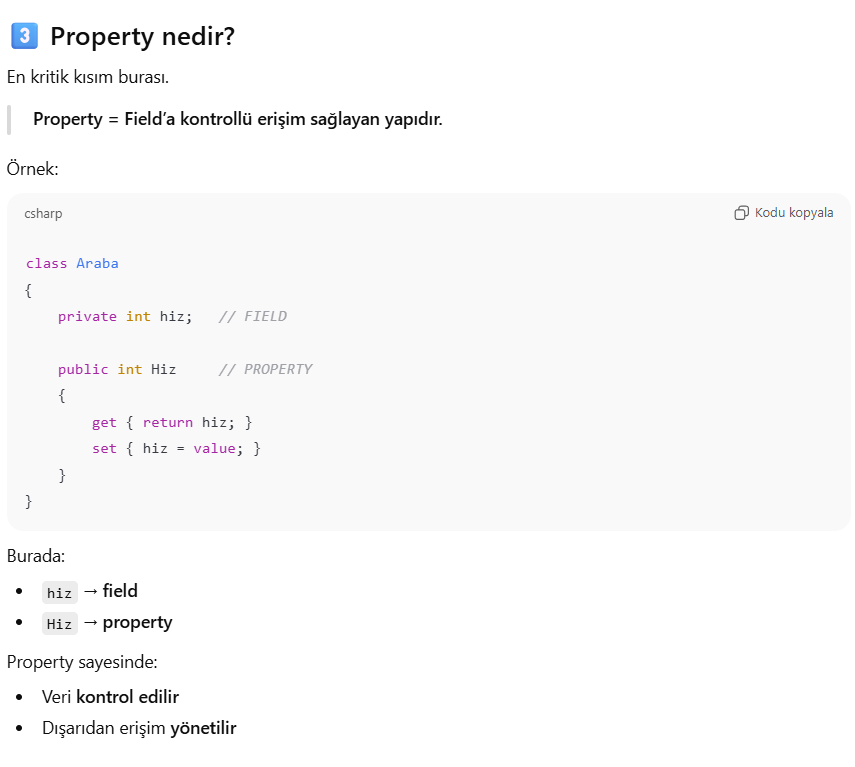 3 Property nedir?
En kritik kısım burası.
Property = Field’a kontrollü erişim sağlayan yapıdır.
Örnek:
csharp Kodu kopyala
class Araba
{
    private int hiz;   // FIELD
    public int Hiz     // PROPERTY
    {
        get { return hiz; }
        set { hiz = value; }
    }
}
Burada:
• hiz → field
• Hiz → property
Property sayesinde:
• Veri kontrol edilir
• Dışarıdan erişim yönetilir